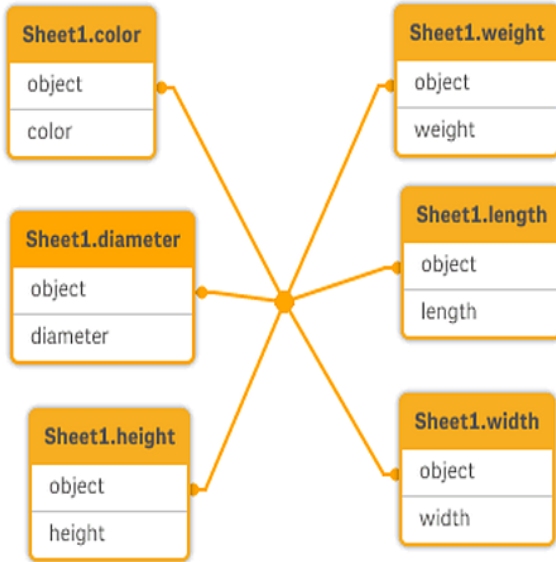 Sheet1.color
object
color
Sheet1.weight
object
weight
Sheet1.diameter
object
diameter
Sheet1.length
object
length
Sheet1.height
object
height
Sheet1.width
object
width